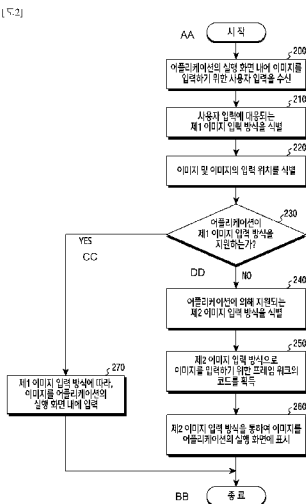 [도2]
AA
시작
200
어플리케이션의 실행 화면 내에 이미지를
입력하기 위한 사용자 입력을 수신
210
사용자 입력에 대응되는
제1 이미지 입력 방식을 식별
220
이미지 및 이미지의 입력 위치를 식별
230
어플리케이션이
제1 이미지 입력 방식을
지원하는가?
YES
CC
DD
NO
240
어플리케이션에 의해 지원되는
제2 이미지 입력 방식을 식별
250
제2 이미지 입력 방식으로
이미지를 입력하기 위한 프레임 워크의
코드를 획득
270
제1 이미지 입력 방식에 따라,
이미지를 어플리케이션의
실행 화면 내에 입력
260
제2 이미지 입력 방식을 통하여 이미지를
어플리케이션의 실행 화면에 표시
BB
종료